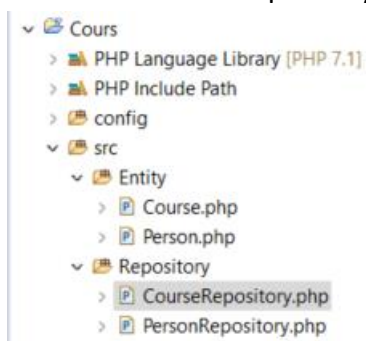 Cours
PHP Language Library [PHP 7.1]
PHP Include Path
config
src
Entity
Course.php
Person.php
Repository
CourseRepository.php
PersonRepository.php